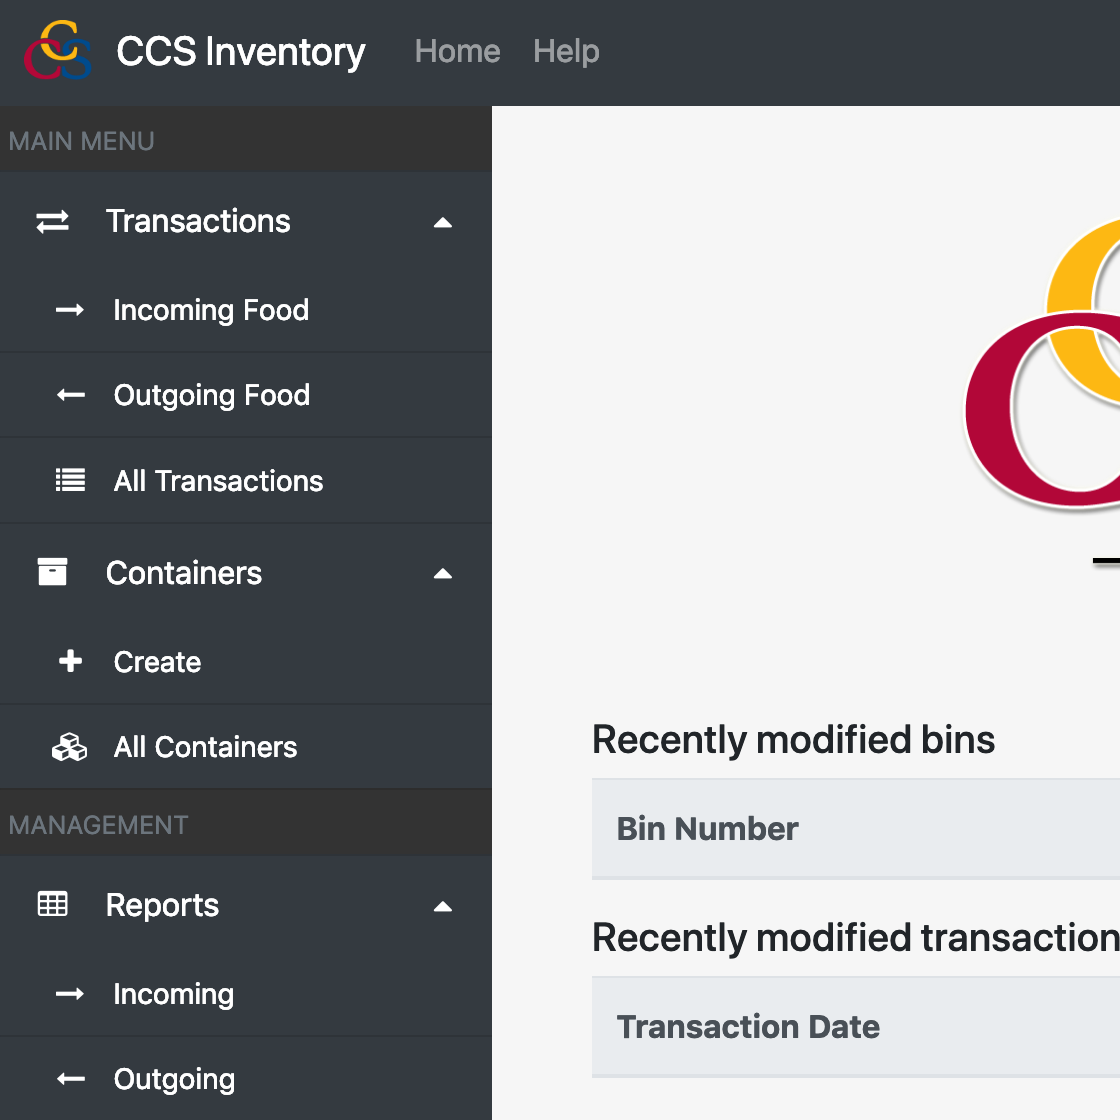 CCS
CCS Inventory
Home
Help
MAIN MENU
Transactions
Incoming Food
Outgoing Food
All Transactions
Containers
Create
All Containers
MANAGEMENT
Reports
Incoming
Outgoing
Recently modified bins
Bin Number
Recently modified transaction
Transaction Date